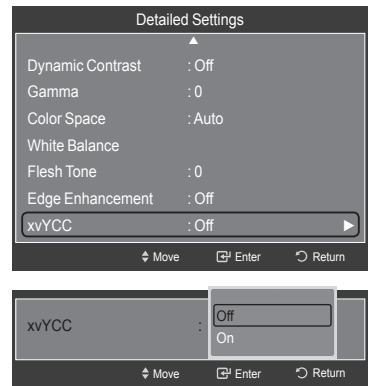 Detailed Settings
▲
Dynamic Contrast : Off
Gamma : 0
Color Space : Auto
White Balance
Flesh Tone : 0
Edge Enhancement : Off
xvYCC : Off ►
Move Enter Return
xvYCC : Off
On
Move Enter Return